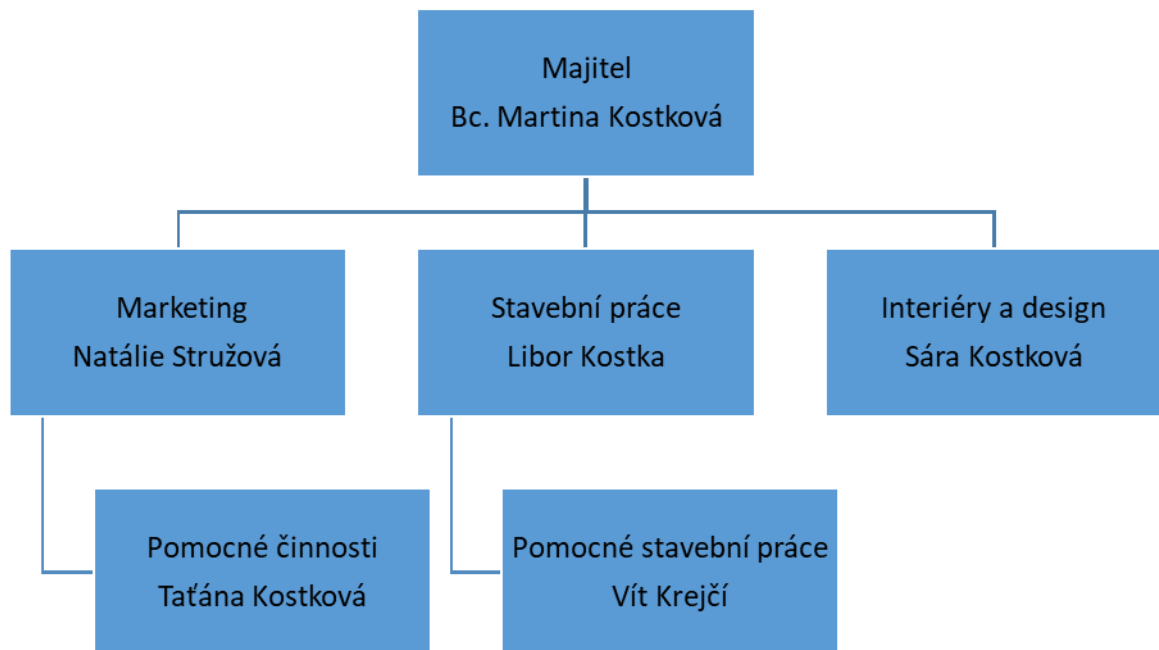 Majitel
Bc. Martina Kostková
Marketing
Natálie Stružová
Stavební práce
Libor Kostka
Interiéry a design
Sára Kostková
Pomocné činnosti
Taťána Kostková
Pomocné stavební práce
Vít Krejčí